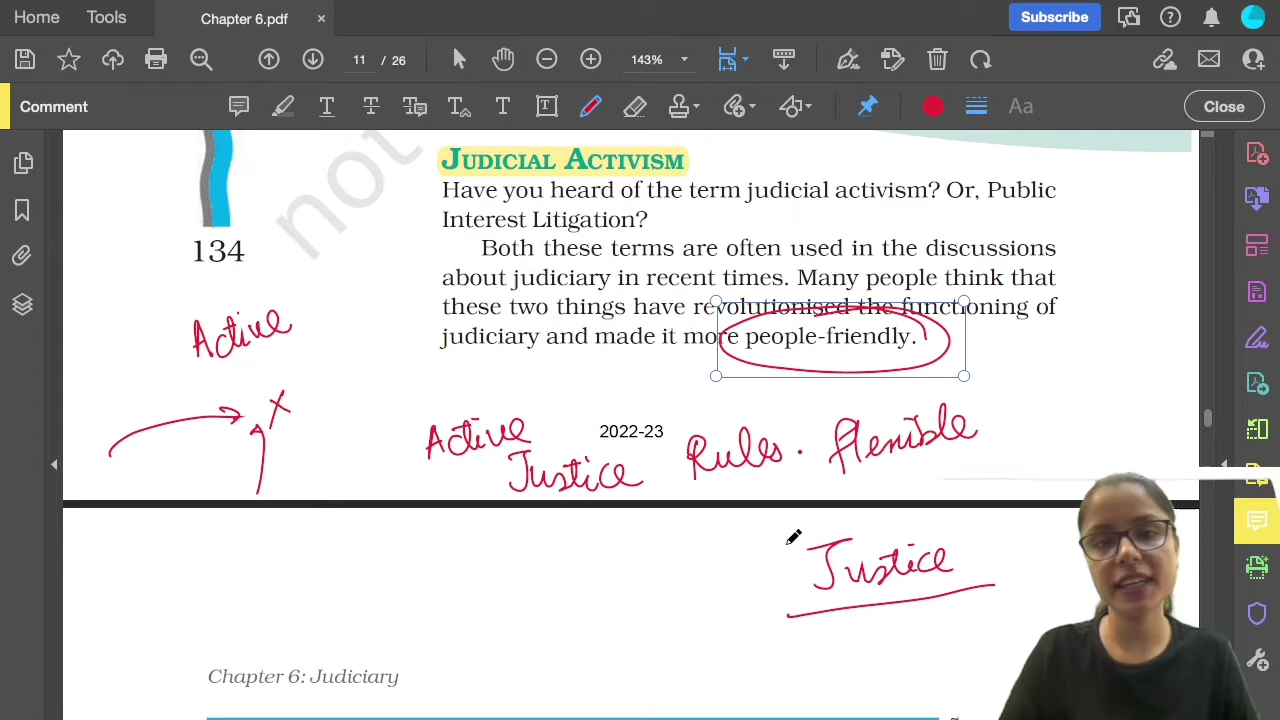 Home Tools Chapter 6.pdf × Subscribe
11 / 26 143%
Comment Aa Close
not
JUDICIAL ACTIVISM
Have you heard of the term judicial activism? Or, Public
Interest Litigation?
134
Both these terms are often used in the discussions
about judiciary in recent times. Many people think that
these two things have revolutionised the functioning of
judiciary and made it more people-friendly.
Active
X
Active
Justice
2022-23
Rules. flexible
Justice
Chapter 6: Judiciary